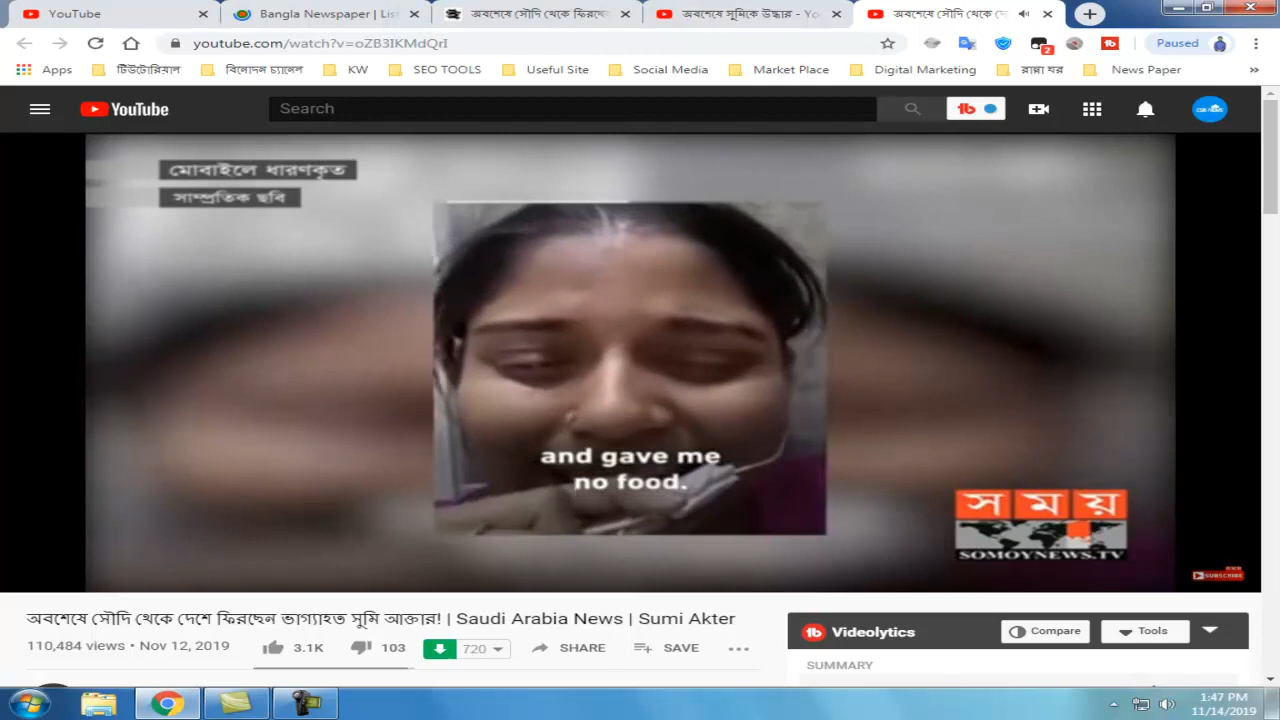 YouTube
Bangla Newspaper | Lis
অবশেষে সৌদি থেকে ফিরছে
অবশেষে সুমিকে উদ্ধার - Yo
অবশেষে সৌদি থেকে দে
youtube.com/watch?v=oZB3IKMdQrI
2
Paused
Apps
টিউটোরিয়াল
বিনোদন চ্যানেল
KW
SEO TOOLS
Useful Site
Social Media
Market Place
Digital Marketing
রান্না ঘর
News Paper
YouTube
Search
মোবাইলে ধারণকৃত
সাম্প্রতিক ছবি
and gave me
no food.
সময়
SOMOYNEWS.TV
SUBSCRIBE
অবশেষে সৌদি থেকে দেশে ফিরছেন ভাগ্যাহত সুমি আক্তার! | Saudi Arabia News | Sumi Akter
110,484 views • Nov 12, 2019
3.1K
103
720
SHARE
SAVE
Videolytics
Compare
Tools
SUMMARY
1:47 PM
11/14/2019